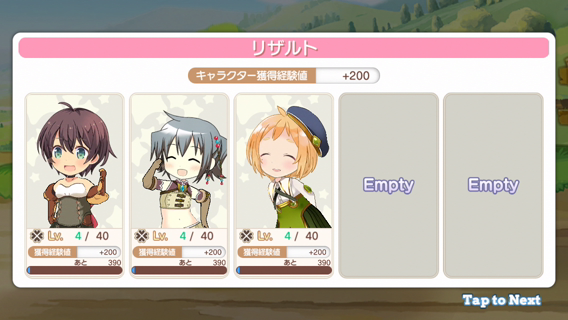 リザルト
キャラクター獲得経験値 +200
Lv. 4 / 40
獲得経験値 +200
あと 390
Lv. 4 / 40
獲得経験値 +200
あと 390
Lv. 4 / 40
獲得経験値 +200
あと 390
Empty
Empty
Tap to Next